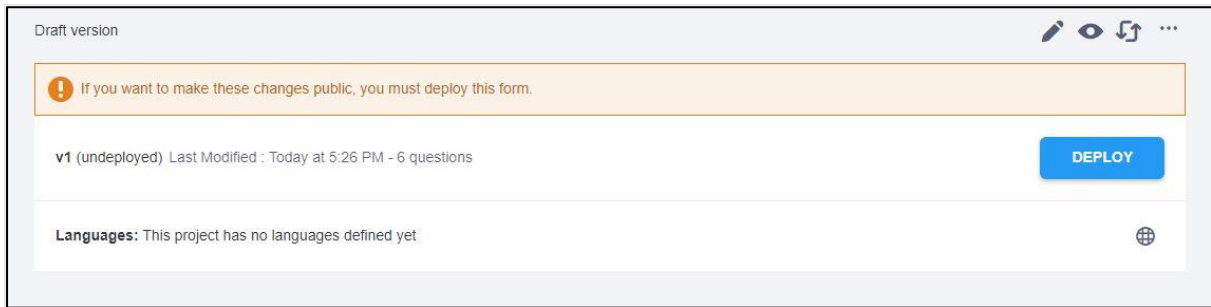 Draft version
If you want to make these changes public, you must deploy this form.
v1 (undeployed) Last Modified : Today at 5:26 PM - 6 questions
DEPLOY
Languages: This project has no languages defined yet